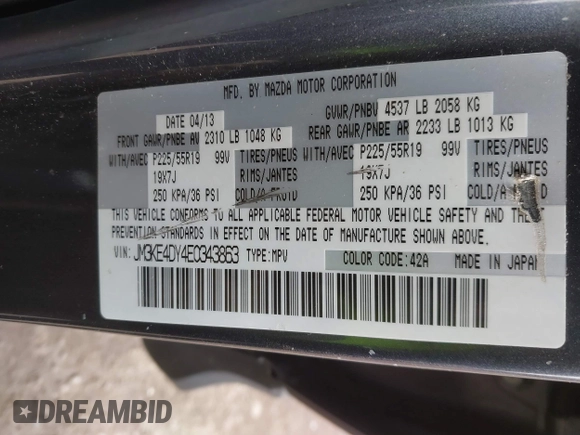 MFD. BY MAZDA MOTOR CORPORATION
DATE 04/13 GVWR/PNBV 4537 LB 2058 KG
FRONT GAWR/PNBE AV 2310 LB 1048 KG REAR GAWR/PNBE AR 2233 LB 1013 KG
WITH/AVEC P225/55R19 99V TIRES/PNEUS WITH/AVEC P225/55R19 99V TIRES/PNEUS
19X7J RIMS/JANTES 19X7J RIMS/JANTES
250 KPA/36 PSI COLD/A FROID 250 KPA/36 PSI COLD/A FROID
THIS VEHICLE CONFORMS TO ALL APPLICABLE FEDERAL MOTOR VEHICLE SAFETY AND THE
PREVENTION STANDARDS IN EFFECT ON THE DATE OF MANUFACTURE SHOWN ABOVE.
VIN: JM3KE4DY4E0343863 TYPE:MPV COLOR CODE:42A MADE IN JAPAN
DREAMBID